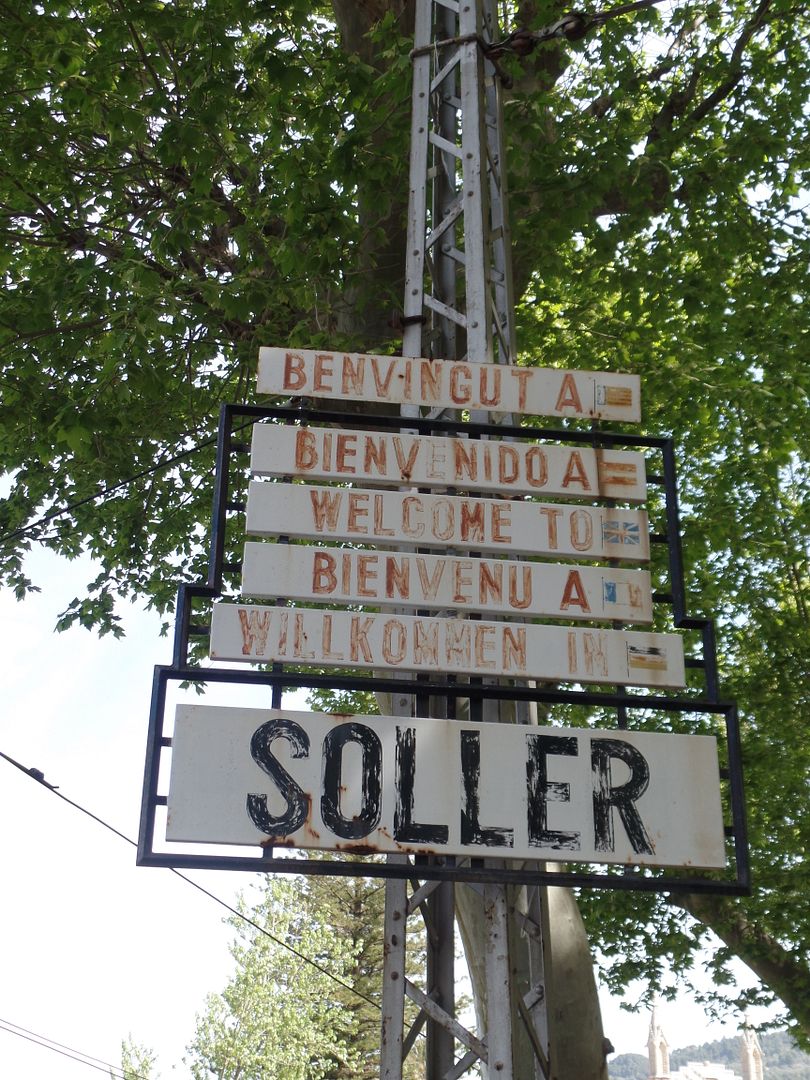 BENVINGUT A
BIENVENIDO A
WELCOME TO
BIENVENU A
WILLKOMMEN IN
SOLLER